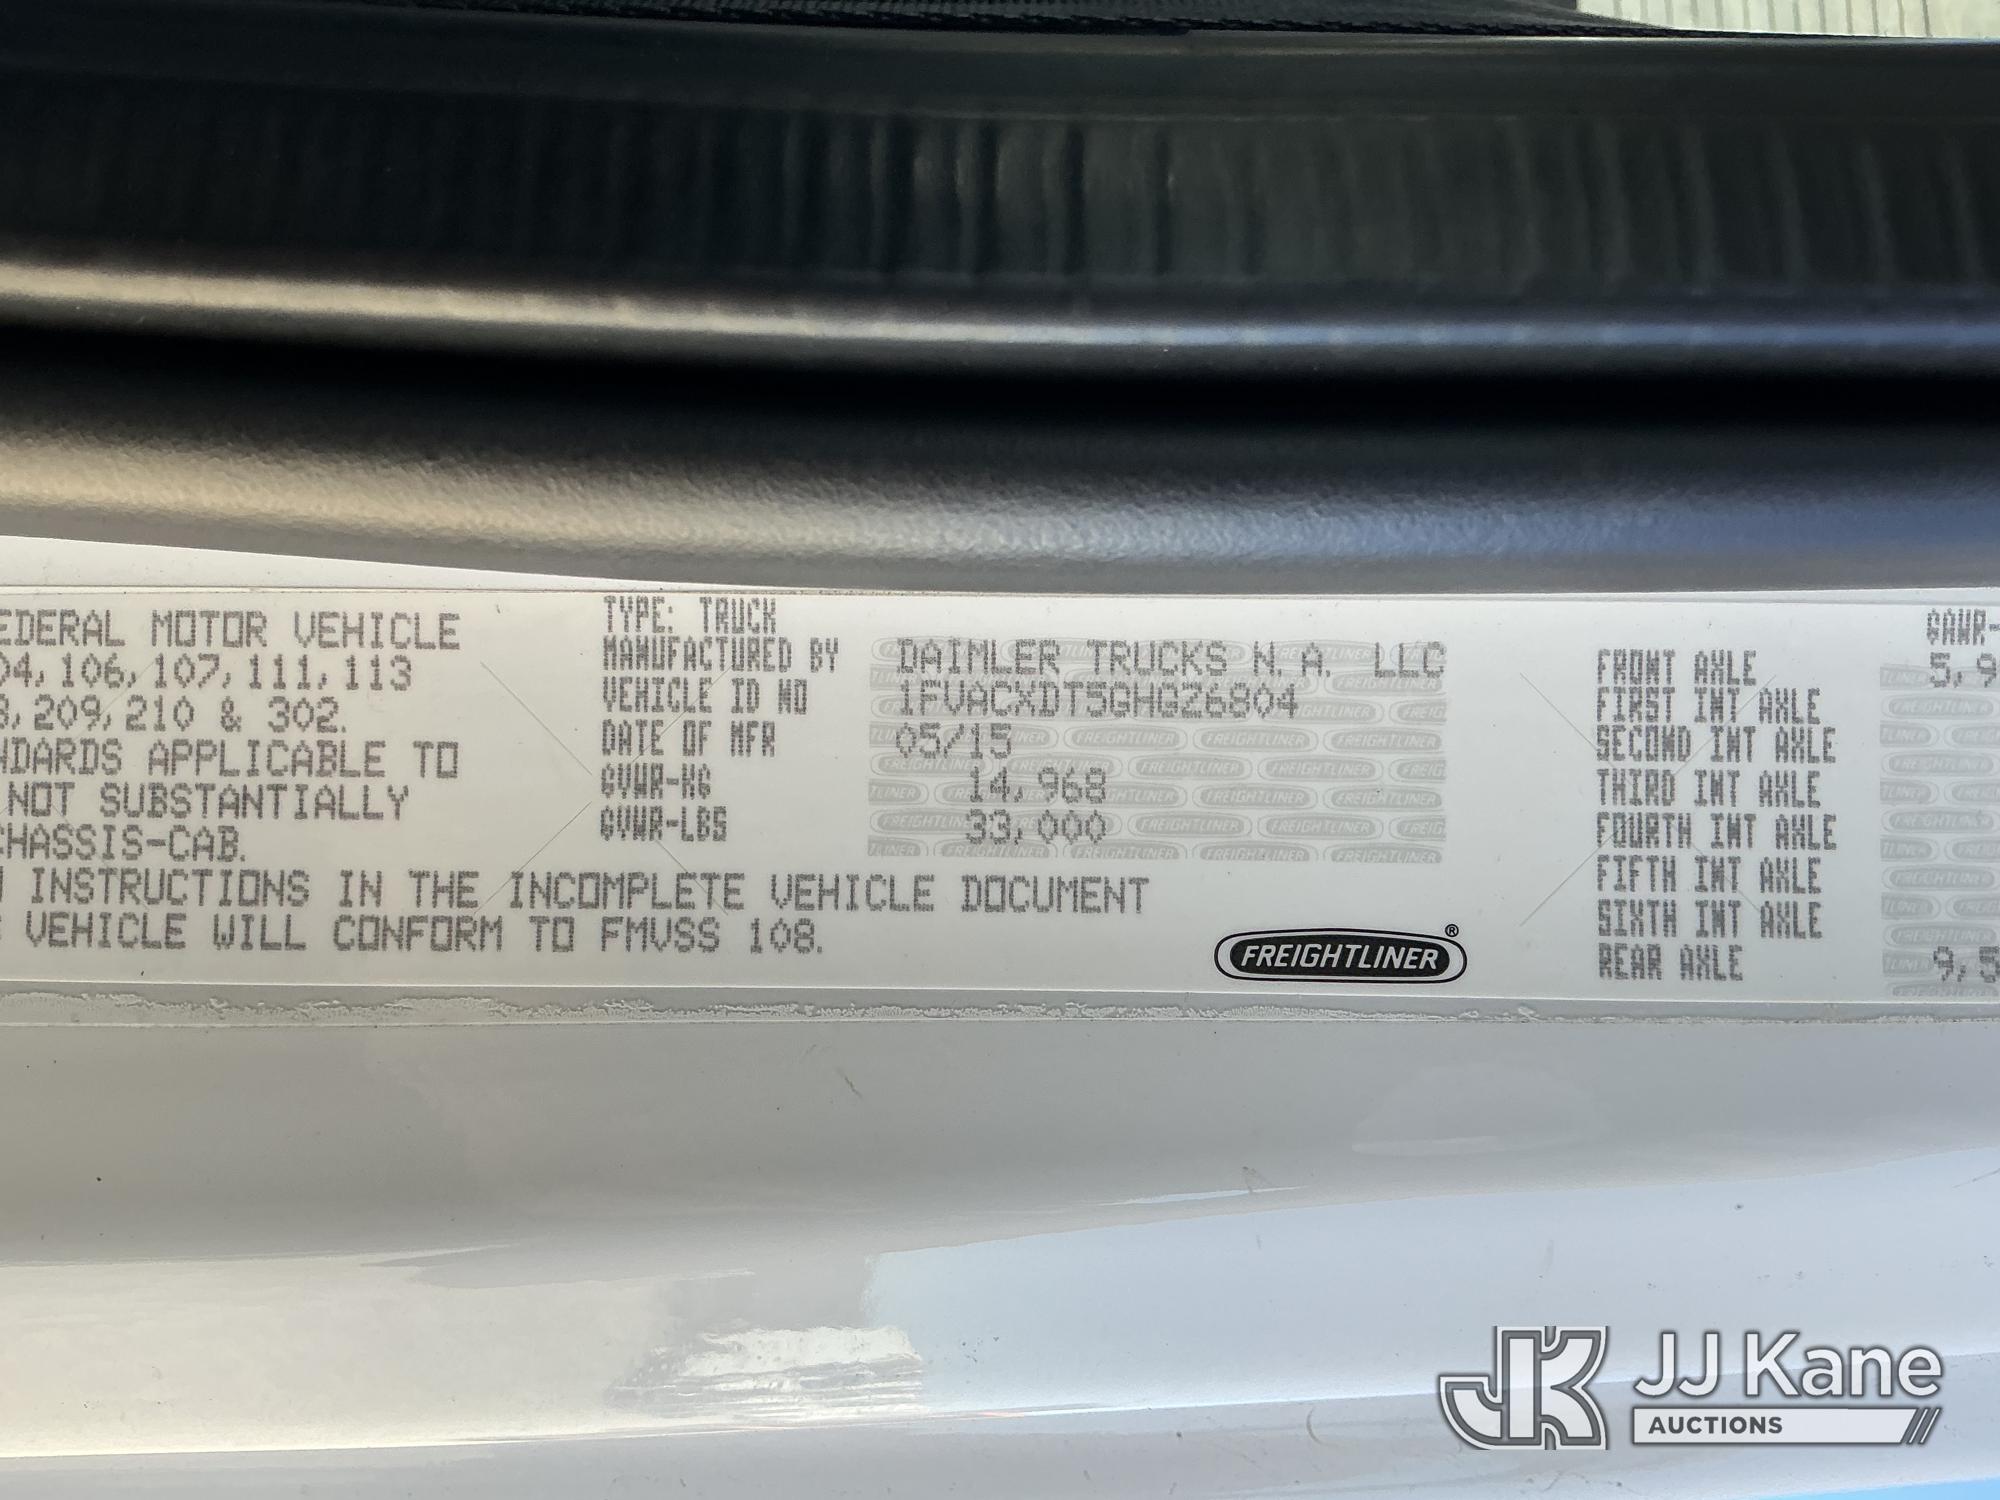 EDERAL MOTOR VEHICLE
04, 106, 107, 111, 113
209, 210 & 302.
NDARDS APPLICABLE TO
NOT SUBSTANTIALLY
CHASSIS-CAB.
INSTRUCTIONS IN THE INCOMPLETE VEHICLE DOCUMENT
VEHICLE WILL CONFORM TO FMVSS 108.
TYPE: TRUCK
MANUFACTURED BY DAIMLER TRUCKS N.A. LLC
VEHICLE ID NO 1FVACXDT5GHGZ6804
DATE OF MFR 05/15
GVWR-KG 14,968
GVWR-LBS 33,000
FREIGHTLINER®
GAWR-
FRONT AXLE 5,9
FIRST INT AXLE
SECOND INT AXLE
THIRD INT AXLE
FOURTH INT AXLE
FIFTH INT AXLE
SIXTH INT AXLE
REAR AXLE 9,5
JK JJ Kane
AUCTIONS